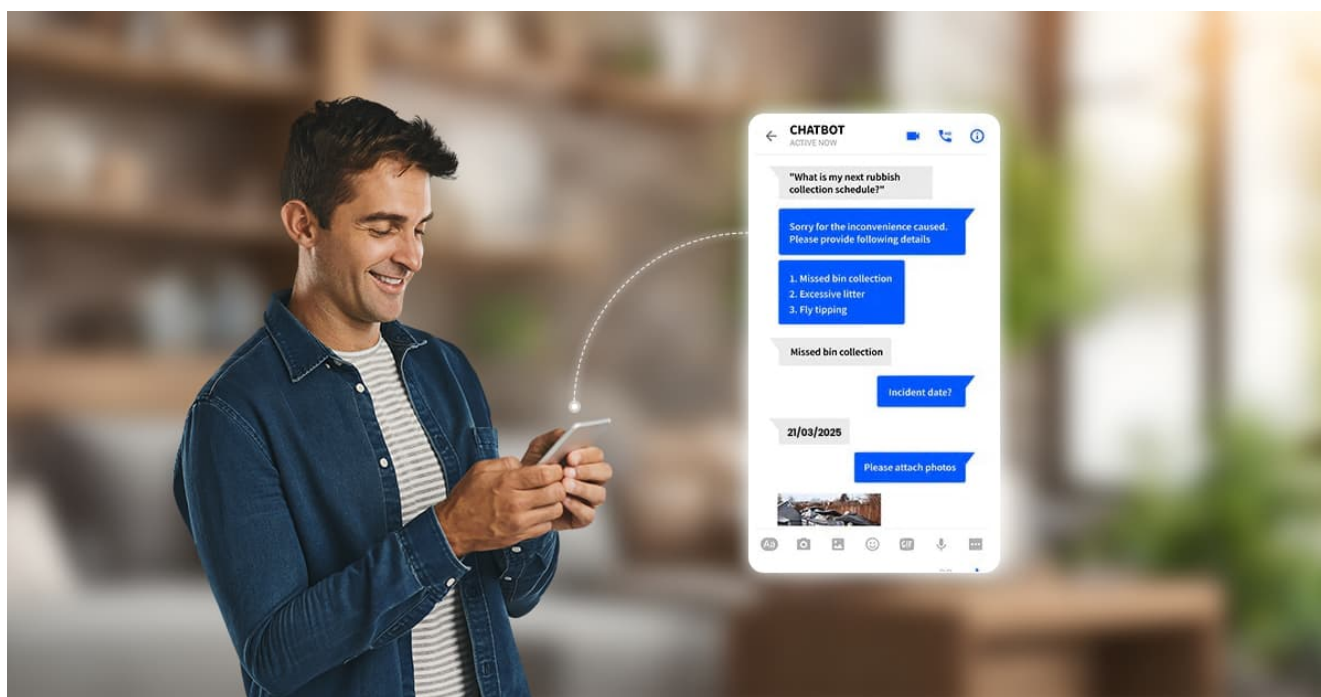 CHATBOT
ACTIVE NOW
"What is my next rubbish
collection schedule?"
Sorry for the inconvenience caused.
Please provide following details
1. Missed bin collection
2. Excessive litter
3. Fly tipping
Missed bin collection
Incident date?
21/03/2025
Please attach photos
Aa
GIF